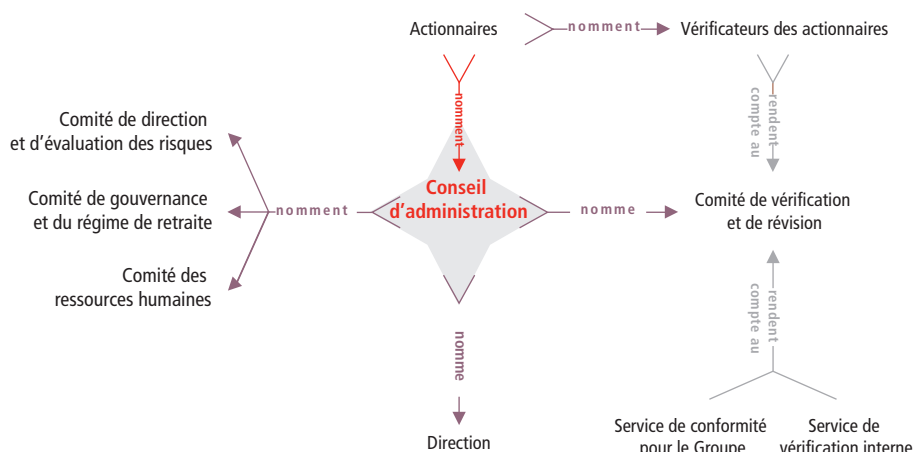 Actionnaires
nomment
Vérificateurs des actionnaires
nomment
rendent
compte au
Comité de direction
et d'évaluation des risques
Comité de gouvernance
et du régime de retraite
Comité des
ressources humaines
nomment
Conseil
d'administration
nomme
Comité de vérification
et de révision
nomme
rendent
compte au
Direction
Service de conformité
pour le Groupe
Service de
vérification interne